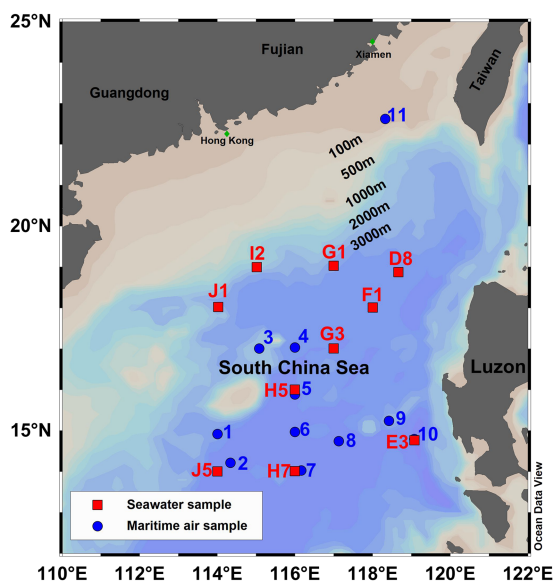 25°N
Fujian
Xiamen
Taiwan
Guangdong
11
Hong Kong
100m
500m
1000m
2000m
3000m
20°N
I2
G1
D8
J1
F1
3
4
G3
South China Sea
Luzon
H5
5
15°N
1
6
8
9
E3
10
J5
2
H7
7
Seawater sample
Maritime air sample
Ocean Data View
110°E
112°E
114°E
116°E
118°E
120°E
122°E